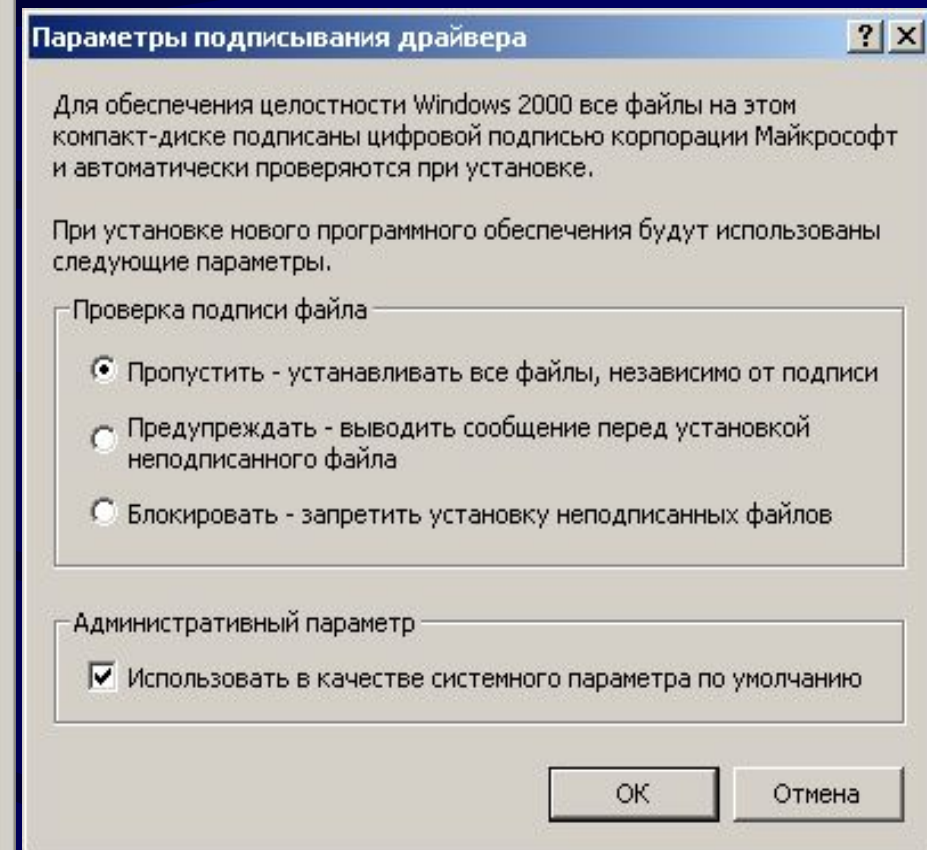 Параметры подписывания драйвера
Для обеспечения целостности Windows 2000 все файлы на этом
компакт-диске подписаны цифровой подписью корпорации Майкрософт
и автоматически проверяются при установке.
При установке нового программного обеспечения будут использованы
следующие параметры.
Проверка подписи файла
Пропустить - устанавливать все файлы, независимо от подписи
Предупреждать - выводить сообщение перед установкой
неподписанного файла
Блокировать - запретить установку неподписанных файлов
Административный параметр
Использовать в качестве системного параметра по умолчанию
ОК
Отмена